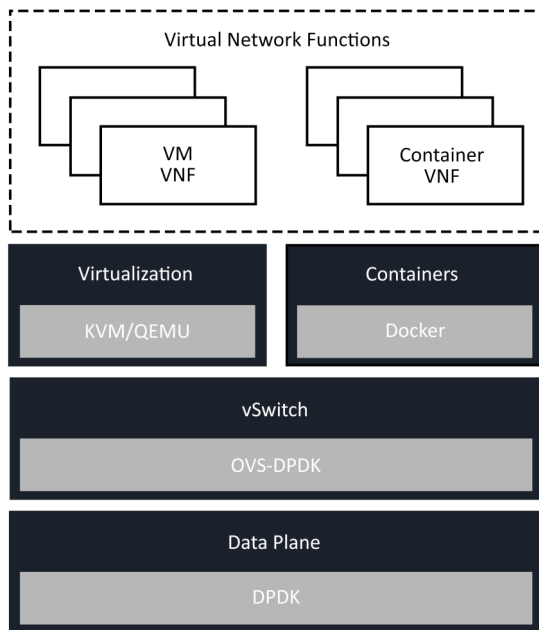 Virtual Network Functions
VM
VNF
Container
VNF
Virtualization
KVM/QEMU
Containers
Docker
vSwitch
OVS-DPDK
Data Plane
DPDK